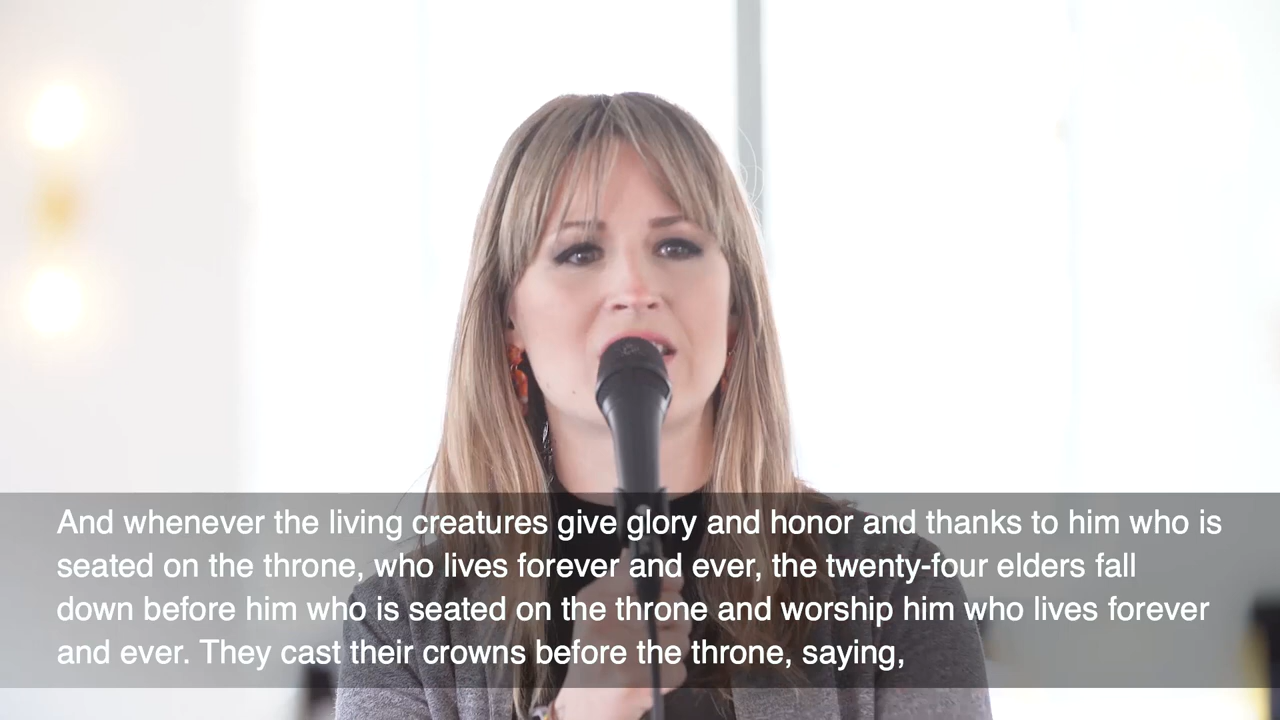 And whenever the living creatures give glory and honor and thanks to him who is
seated on the throne, who lives forever and ever, the twenty-four elders fall
down before him who is seated on the throne and worship him who lives forever
and ever. They cast their crowns before the throne, saying,